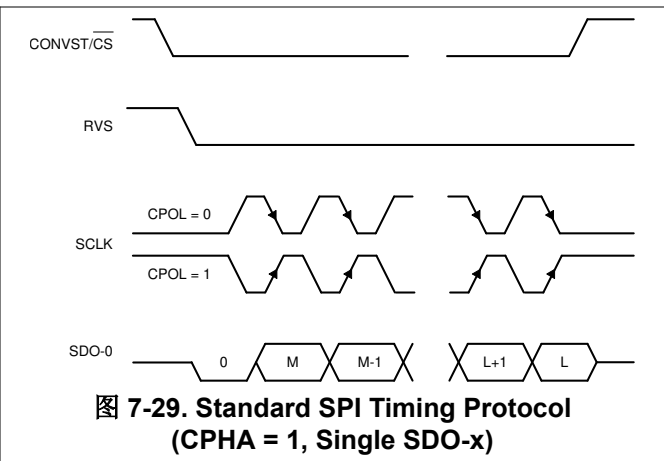 CONVST/CS
RVS
CPOL = 0
SCLK
CPOL = 1
SDO-0 0 M M-1 L+1 L
图 7-29. Standard SPI Timing Protocol
(CPHA = 1, Single SDO-x)